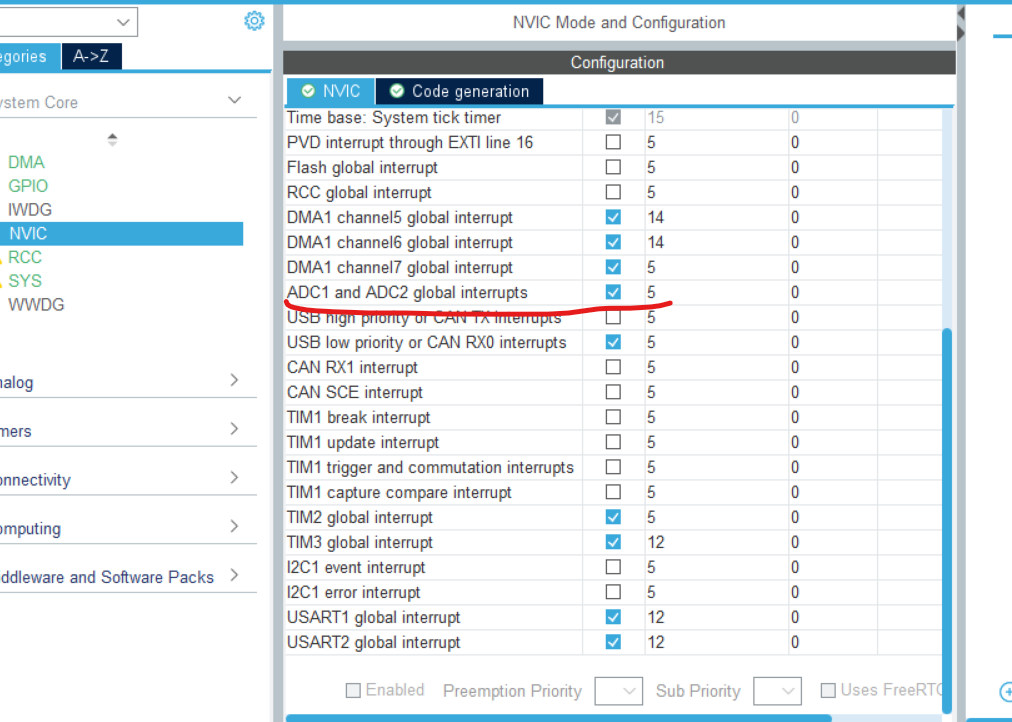 NVIC Mode and Configuration
egories A->Z
Configuration
NVIC Code generation
ystem Core
Time base: System tick timer 15 0
PVD interrupt through EXTI line 16 5 0
DMA
Flash global interrupt 5 0
GPIO
RCC global interrupt 5 0
IWDG
DMA1 channel5 global interrupt 14 0
NVIC
DMA1 channel6 global interrupt 14 0
RCC
DMA1 channel7 global interrupt 5 0
SYS
ADC1 and ADC2 global interrupts 5 0
WWDG
USB high priority or CAN TX interrupts 5 0
USB low priority or CAN RX0 interrupts 5 0
CAN RX1 interrupt 5 0
nalog
CAN SCE interrupt 5 0
TIM1 break interrupt 5 0
mers
TIM1 update interrupt 5 0
TIM1 trigger and commutation interrupts 5 0
onnectivity
TIM1 capture compare interrupt 5 0
TIM2 global interrupt 5 0
omputing
TIM3 global interrupt 12 0
I2C1 event interrupt 5 0
ddleware and Software Packs
I2C1 error interrupt 5 0
USART1 global interrupt 12 0
USART2 global interrupt 12 0
Enabled Preemption Priority Sub Priority Uses FreeRTO